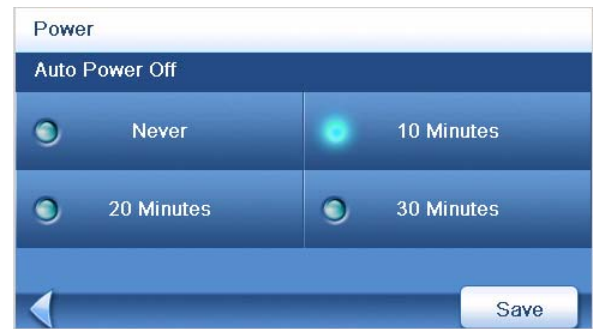 Power
Auto Power Off
Never
10 Minutes
20 Minutes
30 Minutes
Save